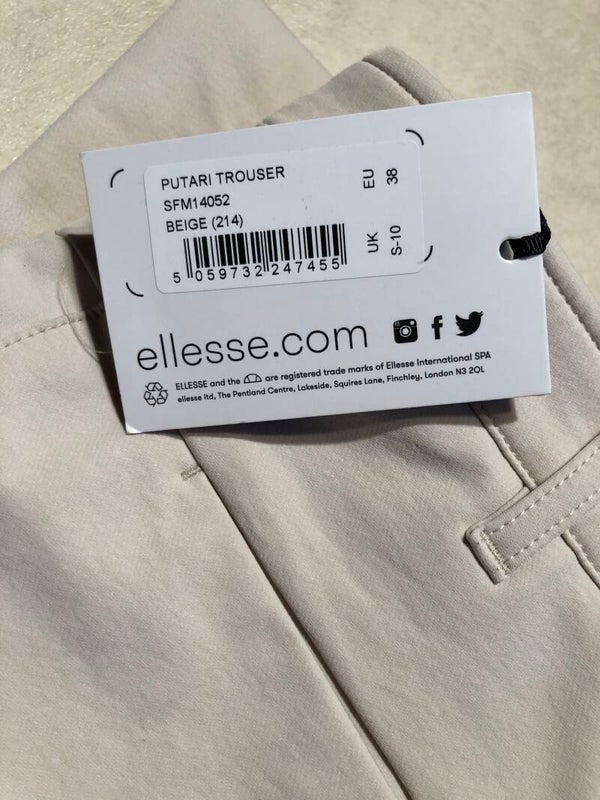 PUTARI TROUSER
SFM14052
BEIGE (214)
EU 38
UK S-10
5 059732 247455
ellesse.com
ELLESSE and the are registered trade marks of Ellesse International SPA
ellesse ltd, The Pentland Centre, Lakeside, Squires Lane, Finchley, London N3 2QL